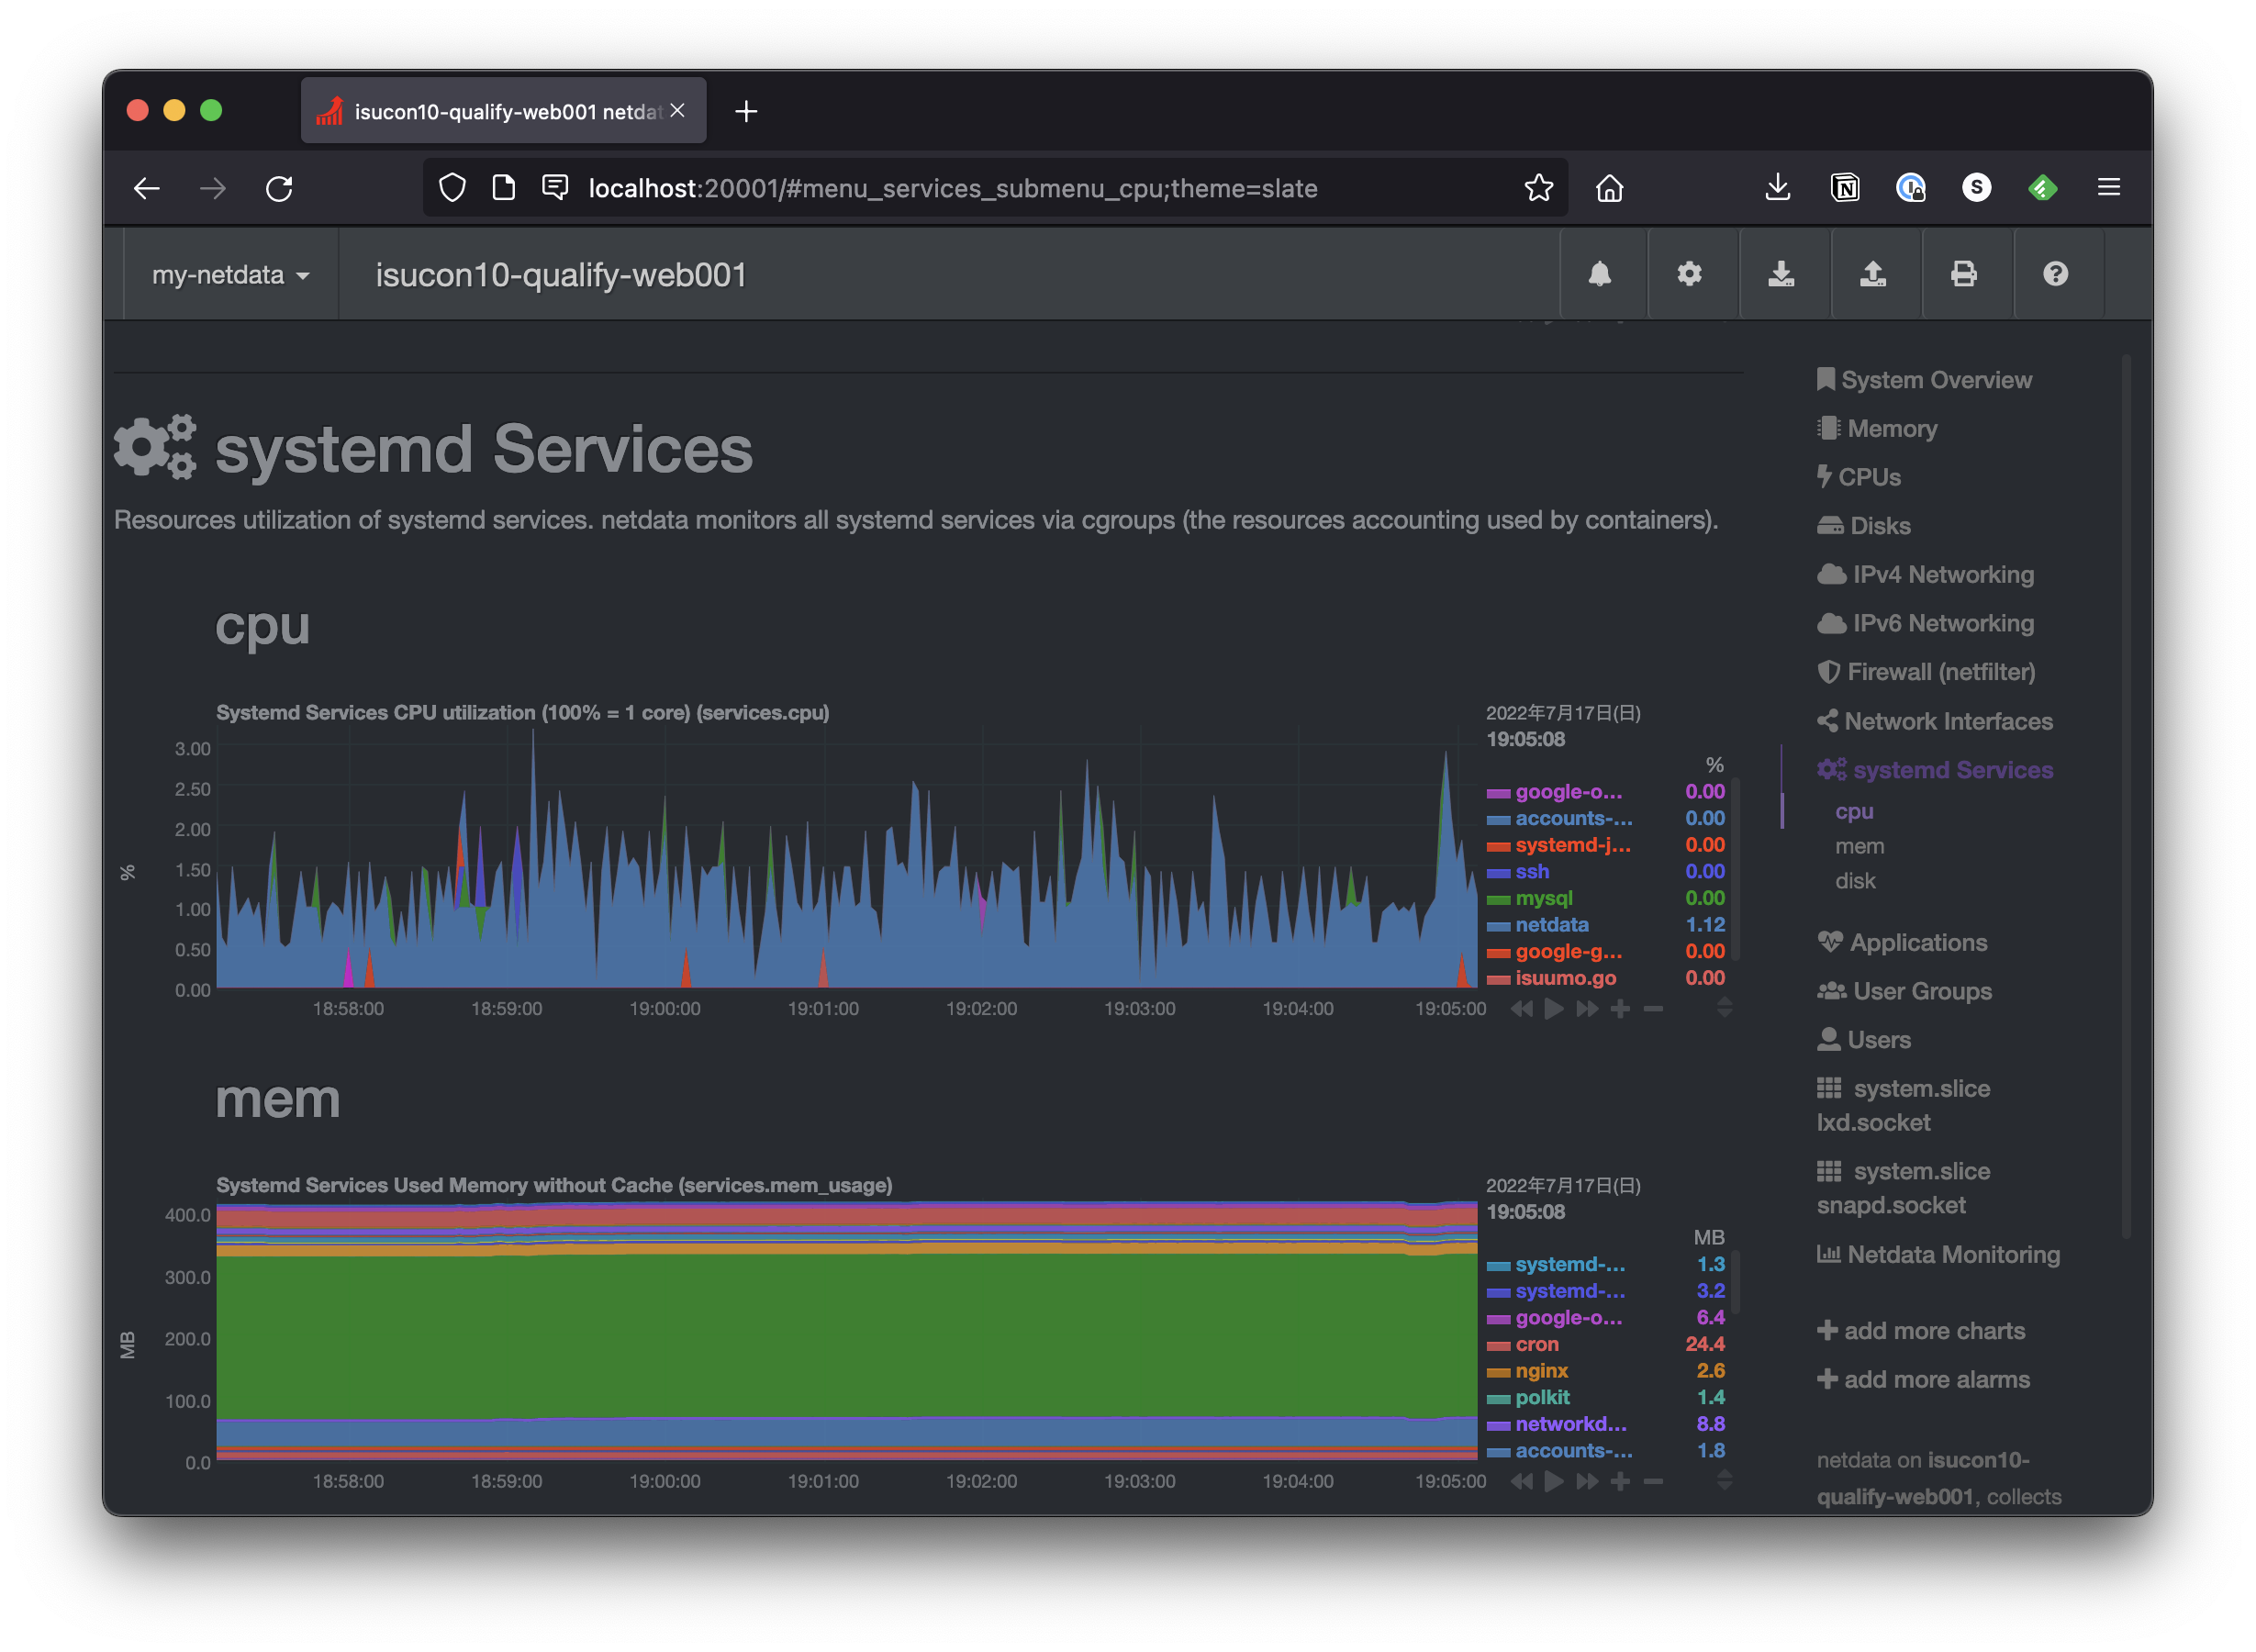 isucon10-qualify-web001 netdat
localhost:20001/#menu_services_submenu_cpu;theme=slate
my-netdata
isucon10-qualify-web001
systemd Services
Resources utilization of systemd services. netdata monitors all systemd services via cgroups (the resources accounting used by containers).
cpu
Systemd Services CPU utilization (100% = 1 core) (services.cpu)
2022年7月17日(日)
19:05:08
%
%
3.00
2.50
2.00
1.50
1.00
0.50
0.00
18:58:00 18:59:00 19:00:00 19:01:00 19:02:00 19:03:00 19:04:00 19:05:00
google-o... 0.00
accounts-... 0.00
systemd-j... 0.00
ssh 0.00
mysql 0.00
netdata 1.12
google-g... 0.00
isuumo.go 0.00
mem
Systemd Services Used Memory without Cache (services.mem_usage)
2022年7月17日(日)
19:05:08
MB
MB
400.0
300.0
200.0
100.0
0.0
18:58:00 18:59:00 19:00:00 19:01:00 19:02:00 19:03:00 19:04:00 19:05:00
systemd-... 1.3
systemd-... 3.2
google-o... 6.4
cron 24.4
nginx 2.6
polkit 1.4
networkd... 8.8
accounts-... 1.8
System Overview
Memory
CPUs
Disks
IPv4 Networking
IPv6 Networking
Firewall (netfilter)
Network Interfaces
systemd Services
cpu
mem
disk
Applications
User Groups
Users
system.slice
lxd.socket
system.slice
snapd.socket
Netdata Monitoring
add more charts
add more alarms
netdata on isucon10-
qualify-web001, collects